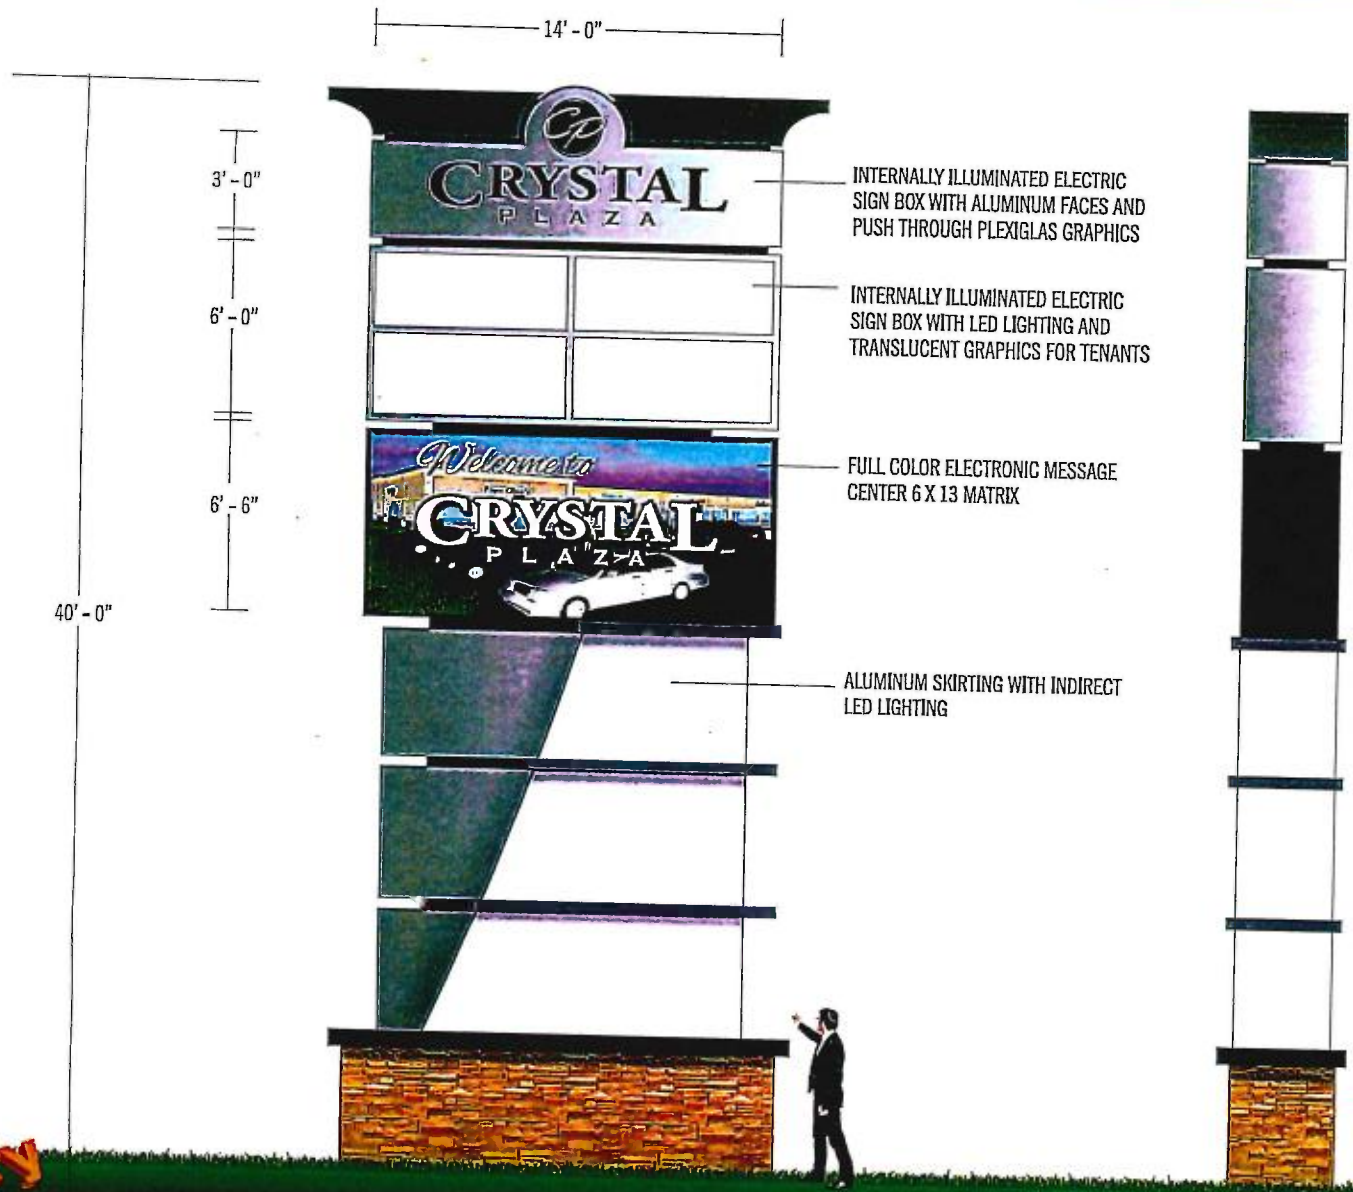 14' - 0"
CP
CRYSTAL
PLAZA
3' - 0"
INTERNALLY ILLUMINATED ELECTRIC
SIGN BOX WITH ALUMINUM FACES AND
PUSH THROUGH PLEXIGLAS GRAPHICS
6' - 0"
INTERNALLY ILLUMINATED ELECTRIC
SIGN BOX WITH LED LIGHTING AND
TRANSLUCENT GRAPHICS FOR TENANTS
Welcome to
CRYSTAL
PLAZA
6' - 6"
FULL COLOR ELECTRONIC MESSAGE
CENTER 6 X 13 MATRIX
40' - 0"
ALUMINUM SKIRTING WITH INDIRECT
LED LIGHTING